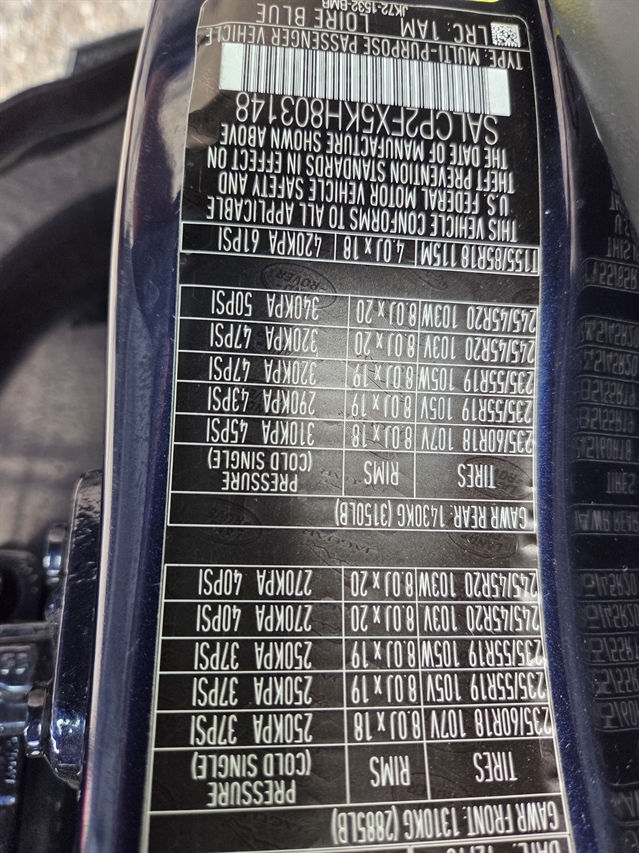 DATE:
GAWR FRONT: 1310KG (2885LB)
TIRES RIMS PRESSURE (COLD SINGLE)
235/60R18 107V 8.0J x 18 250KPA 37PSI
235/55R19 105V 8.0J x 19 250KPA 37PSI
235/55R19 105W 8.0J x 19 250KPA 37PSI
245/45R20 103V 8.0J x 20 270KPA 40PSI
245/45R20 103W 8.0J x 20 270KPA 40PSI
GAWR REAR: 1430KG (3150LB)
TIRES RIMS PRESSURE (COLD SINGLE)
235/60R18 107V 8.0J x 18 310KPA 45PSI
235/55R19 105V 8.0J x 19 290KPA 43PSI
235/55R19 105W 8.0J x 19 320KPA 47PSI
245/45R20 103V 8.0J x 20 320KPA 47PSI
245/45R20 103W 8.0J x 20 340KPA 50PSI
T155/85R18 115M 4.0J x 18 420KPA 61PSI
THIS VEHICLE CONFORMS TO ALL APPLICABLE
U.S. FEDERAL MOTOR VEHICLE SAFETY AND
THEFT PREVENTION STANDARDS IN EFFECT ON
THE DATE OF MANUFACTURE SHOWN ABOVE
SALCP2FX5KH803148
TYPE: MULTI-PURPOSE PASSENGER VEHICLE
LRC: 1AM LOIRE BLUE
JK72-1532-BMB